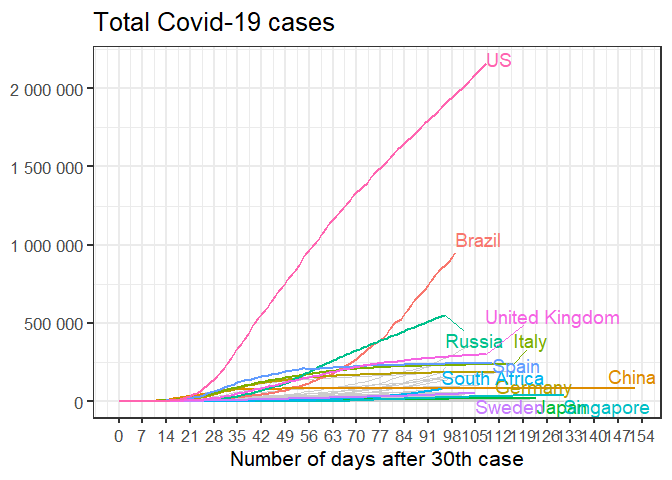 Total Covid-19 cases
2 000 000
1 500 000
1 000 000
500 000
0
US
Brazil
United Kingdom
Russia
Italy
Spain
South Africa
China
Germany
Sweden
Japan
Singapore
0 7 14 21 28 35 42 49 56 63 70 77 84 91 98 105 112 119 126 133 140 147 154
Number of days after 30th case